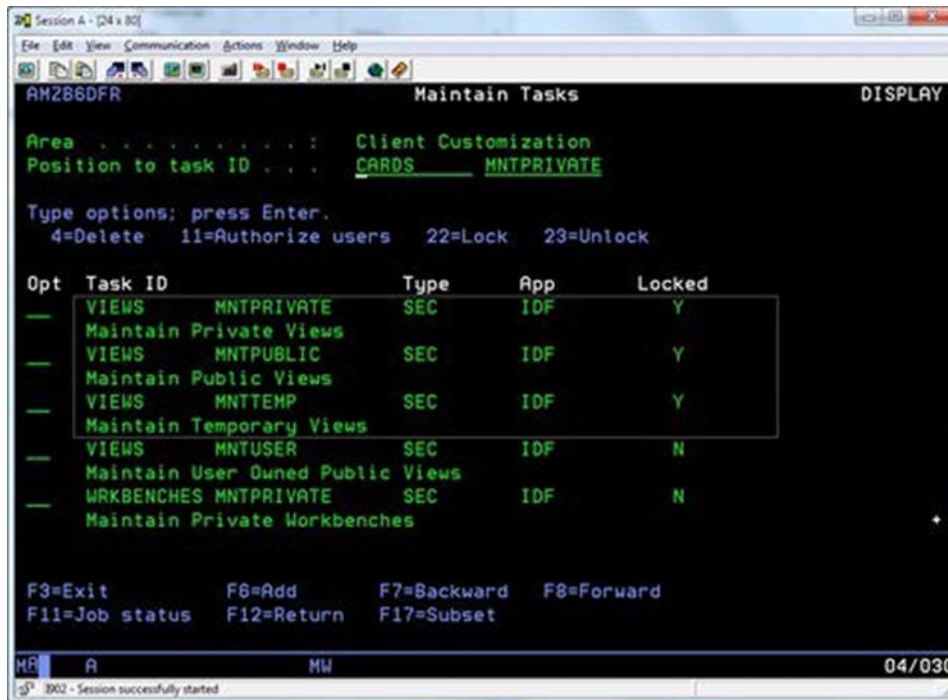 Session A - [24 x 80]
File Edit View Communication Actions Window Help
AMZB6DFR Maintain Tasks DISPLAY
Area . . . . . . . . . : Client Customization
Position to task ID . . . CARDS MNTPRIVATE
Type options; press Enter.
4=Delete 11=Authorize users 22=Lock 23=Unlock
Opt Task ID Type App Locked
VIEWS MNTPRIVATE SEC IDF Y
Maintain Private Views
VIEWS MNTPUBLIC SEC IDF Y
Maintain Public Views
VIEWS MNTTEMP SEC IDF Y
Maintain Temporary Views
VIEWS MNTUSER SEC IDF N
Maintain User Owned Public Views
WRKBENCHES MNTPRIVATE SEC IDF N
Maintain Private Workbenches
+
F3=Exit F6=Add F7=Backward F8=Forward
F11=Job status F12=Return F17=Subset
MA A MW 04/030
I902 - Session successfully started